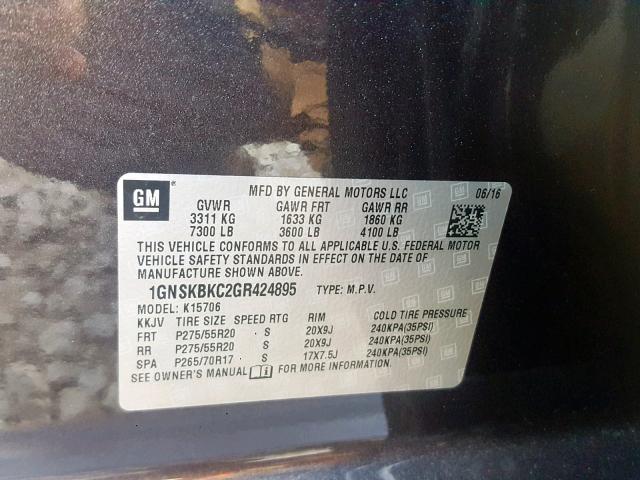 GM ®
MFD BY GENERAL MOTORS LLC 06/16
GVWR GAWR FRT GAWR RR
3311 KG 1633 KG 1860 KG
7300 LB 3600 LB 4100 LB
THIS VEHICLE CONFORMS TO ALL APPLICABLE U.S. FEDERAL MOTOR
VEHICLE SAFETY STANDARDS IN EFFECT ON THE DATE OF
MANUFACTURE SHOWN ABOVE.
1GNSKBKC2GR424895 TYPE: M.P.V.
MODEL: K15706
KKJV TIRE SIZE SPEED RTG RIM COLD TIRE PRESSURE
FRT P275/55R20 S 20X9J 240KPA(35PSI)
RR P275/55R20 S 20X9J 240KPA(35PSI)
SPA P265/70R17 S 17X7.5J 240KPA(35PSI)
SEE OWNER'S MANUAL FOR MORE INFORMATION.